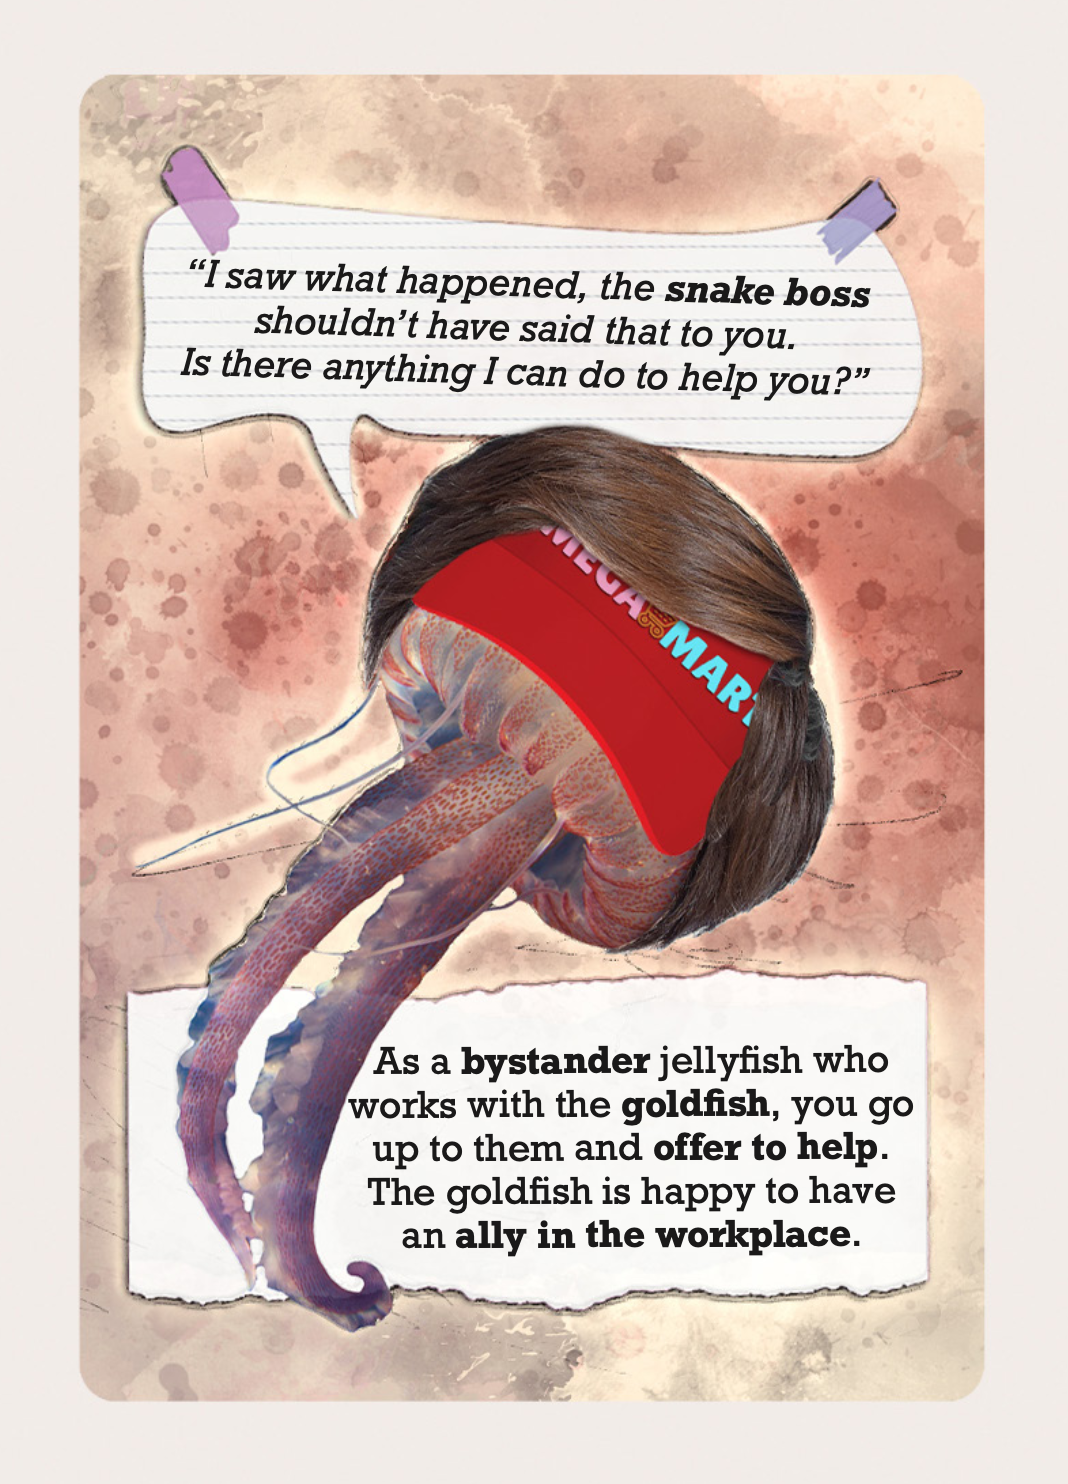 “I saw what happened, the snake boss
shouldn’t have said that to you.
Is there anything I can do to help you?”
MEGA
MART
As a bystander jellyfish who
works with the goldfish, you go
up to them and offer to help.
The goldfish is happy to have
an ally in the workplace.